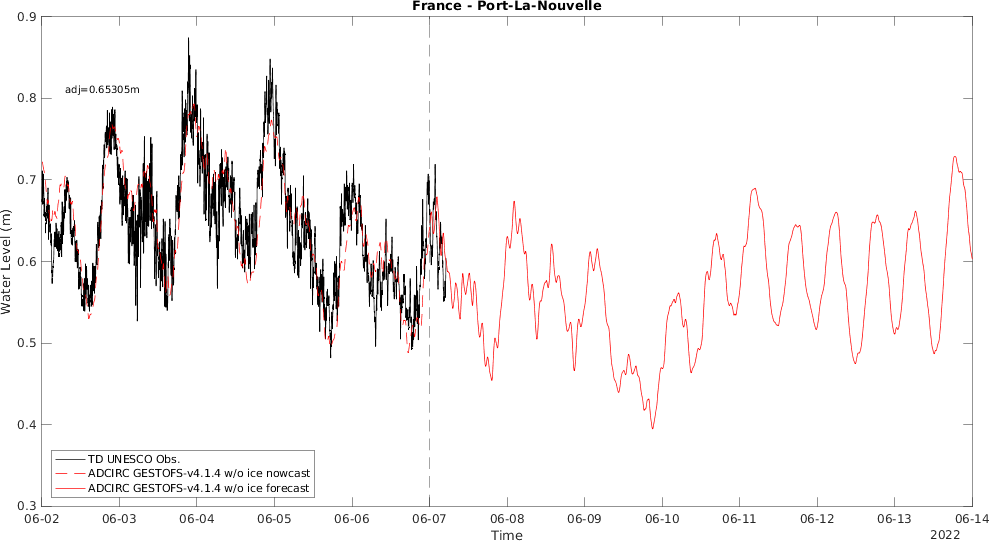 France - Port-La-Nouvelle
0.9
0.8
0.7
0.6
0.5
0.4
0.3
Water Level (m)
adj=0.65305m
TD UNESCO Obs.
ADCIRC GESTOFS-v4.1.4 w/o ice nowcast
ADCIRC GESTOFS-v4.1.4 w/o ice forecast
06-02 06-03 06-04 06-05 06-06 06-07 06-08 06-09 06-10 06-11 06-12 06-13 06-14
Time
2022